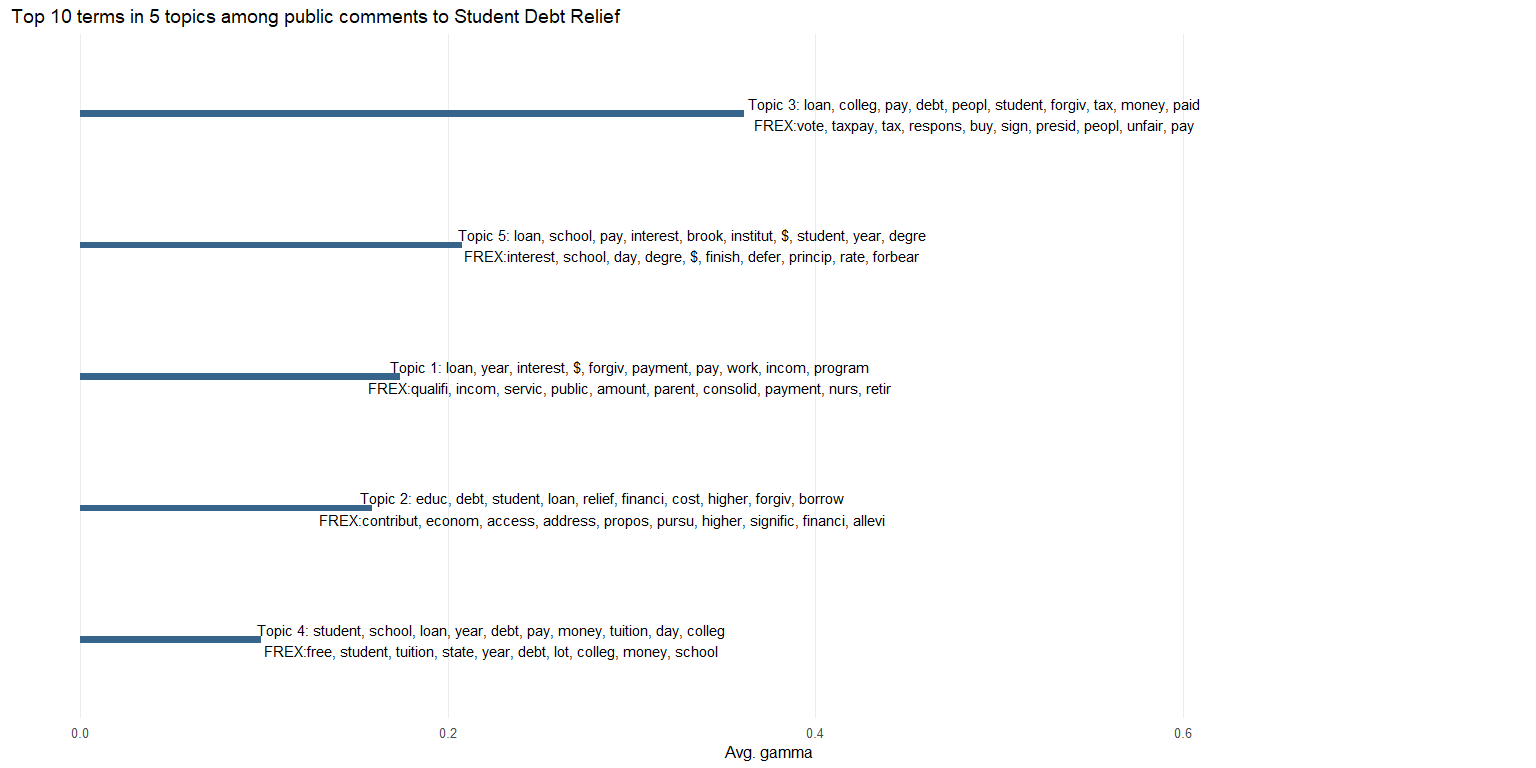 Top 10 terms in 5 topics among public comments to Student Debt Relief
Topic 3: loan, colleg, pay, debt, peopl, student, forgiv, tax, money, paid
FREX:vote, taxpay, tax, respons, buy, sign, presid, peopl, unfair, pay
Topic 5: loan, school, pay, interest, brook, institut, $, student, year, degre
FREX:interest, school, day, degre, $, finish, defer, princip, rate, forbear
Topic 1: loan, year, interest, $, forgiv, payment, pay, work, incom, program
FREX:qualifi, incom, servic, public, amount, parent, consolid, payment, nurs, retir
Topic 2: educ, debt, student, loan, relief, financi, cost, higher, forgiv, borrow
FREX:contribut, econom, access, address, propos, pursu, higher, signific, financi, allevi
Topic 4: student, school, loan, year, debt, pay, money, tuition, day, colleg
FREX:free, student, tuition, state, year, debt, lot, colleg, money, school
0.0 0.2 0.4 0.6
Avg. gamma